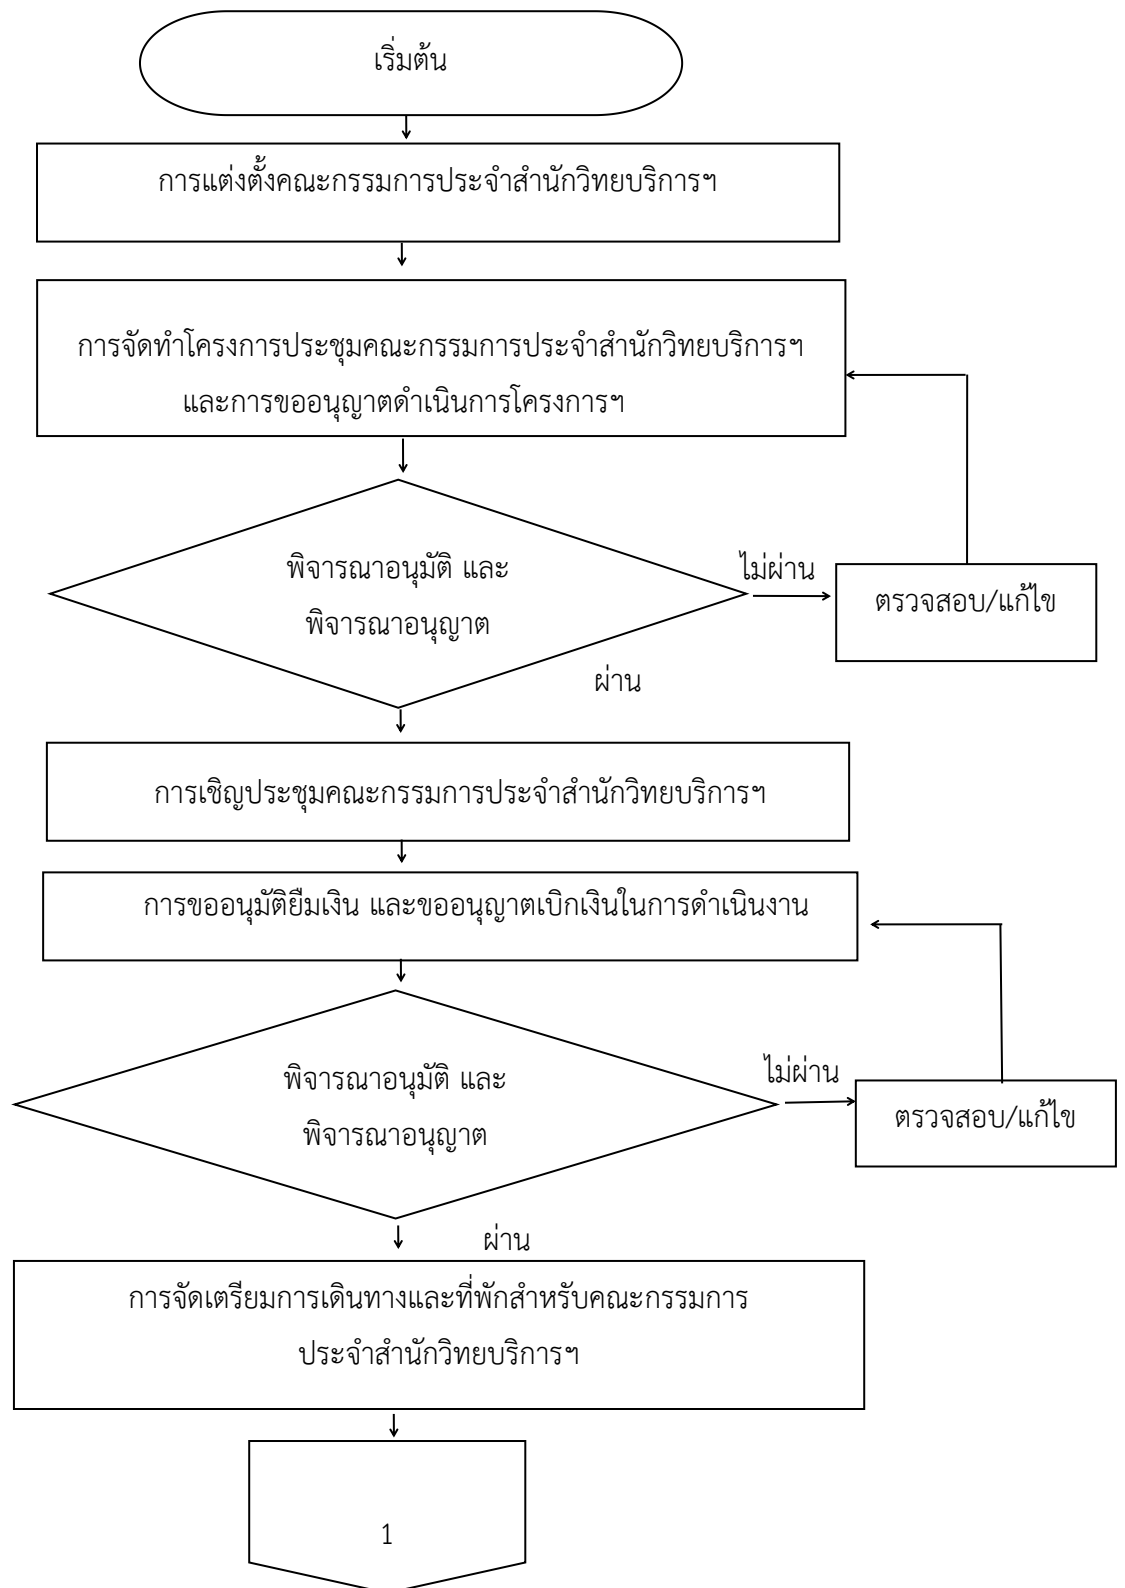 เริ่มต้น
การแต่งตั้งคณะกรรมการประจำสำนักวิทยบริการฯ
การจัดทำโครงการประชุมคณะกรรมการประจำสำนักวิทยบริการฯ
และการขออนุญาตดำเนินการโครงการฯ
พิจารณาอนุมัติ และ
พิจารณาอนุญาต
ไม่ผ่าน
ตรวจสอบ/แก้ไข
ผ่าน
การเชิญประชุมคณะกรรมการประจำสำนักวิทยบริการฯ
การขออนุมัติยืมเงิน และขออนุญาตเบิกเงินในการดำเนินงาน
พิจารณาอนุมัติ และ
พิจารณาอนุญาต
ไม่ผ่าน
ตรวจสอบ/แก้ไข
ผ่าน
การจัดเตรียมการเดินทางและที่พักสำหรับคณะกรรมการ
ประจำสำนักวิทยบริการฯ
1